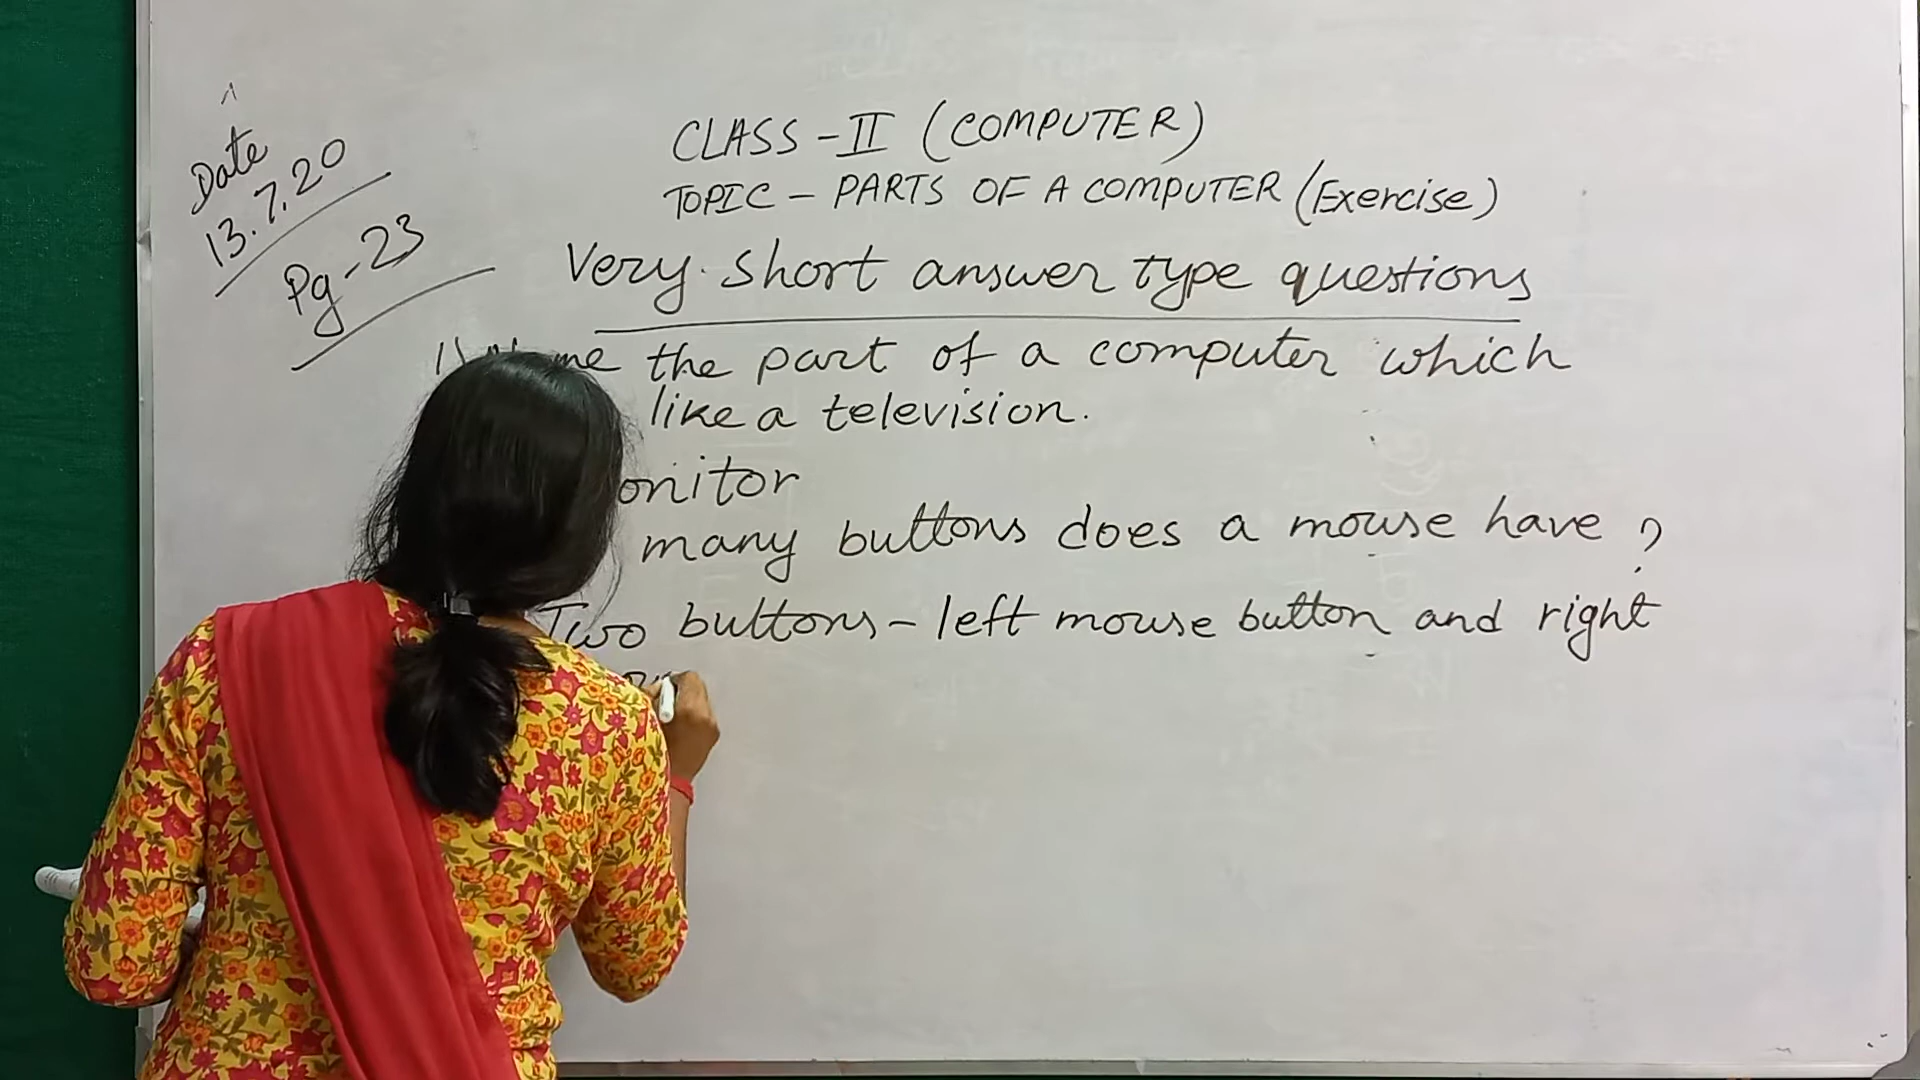 Date
13.7.20
Pg-23
CLASS-II (COMPUTER)
TOPIC - PARTS OF A COMPUTER (Exercise)
Very short answer type questions
1) the part of a computer which
like a television.
onitor
many buttons does a mouse have ?
Two buttons - left mouse button and right